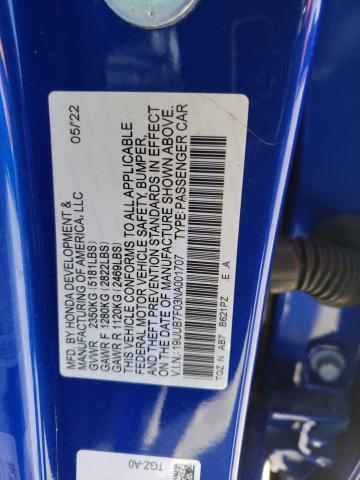 MFD. BY HONDA DEVELOPMENT &
MANUFACTURING OF AMERICA, LLC 05/22
GVWR 2350KG (5181LBS)
GAWR F 1280KG (2822LBS)
GAWR R 1120KG (2469LBS)
THIS VEHICLE CONFORMS TO ALL APPLICABLE
FEDERAL MOTOR VEHICLE SAFETY, BUMPER,
AND THEFT PREVENTION STANDARDS IN EFFECT
ON THE DATE OF MANUFACTURE SHOWN ABOVE.
V.I.N.: 19UUB7F03NA001707
TYPE:PASSENGER CAR
TGZ N AB7 B621PZ .E .A
TGZ-A0